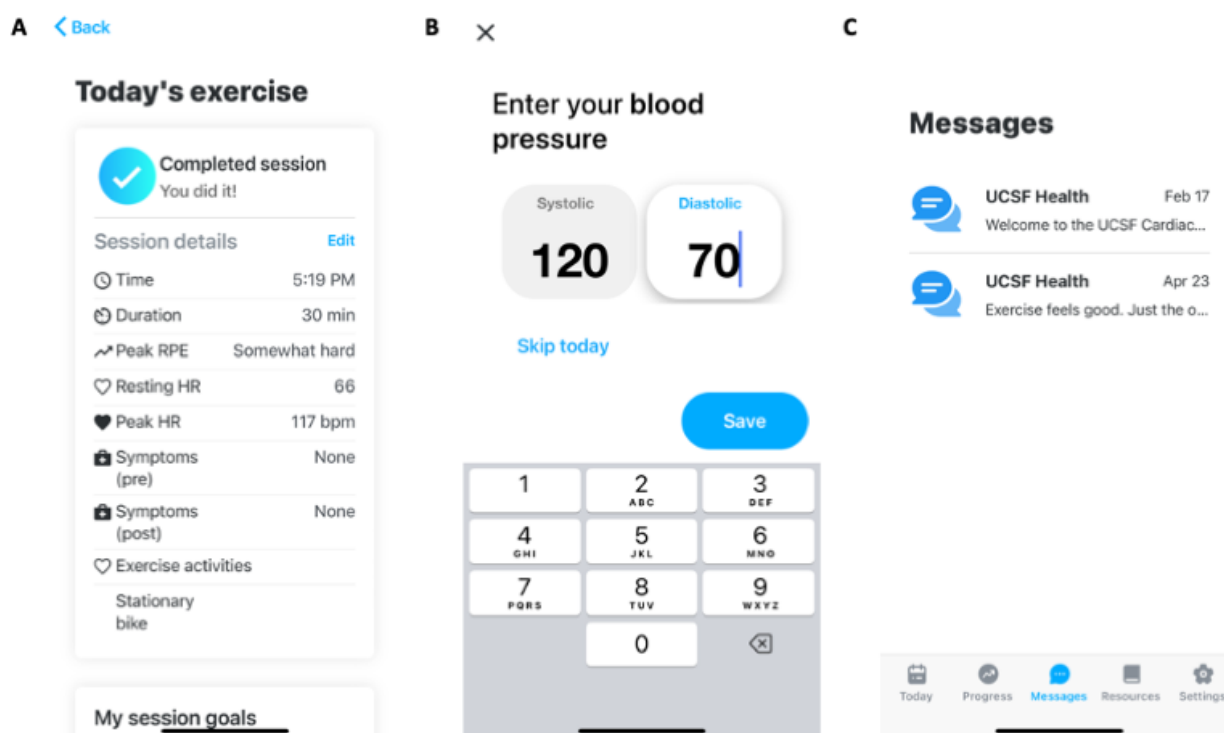 A
Back
Today's exercise
Completed session
You did it!
Session details Edit
Time 5:19 PM
Duration 30 min
Peak RPE Somewhat hard
Resting HR 66
Peak HR 117 bpm
Symptoms None
(pre)
Symptoms None
(post)
Exercise activities
Stationary
bike
My session goals
B
Enter your blood
pressure
Systolic Diastolic
120 70
Skip today
Save
1 2 3
ABC DEF
4 5 6
GHI JKL MNO
7 8 9
PQRS TUV WXYZ
0
C
Messages
UCSF Health Feb 17
Welcome to the UCSF Cardiac...
UCSF Health Apr 23
Exercise feels good. Just the o...
Today Progress Messages Resources Settings